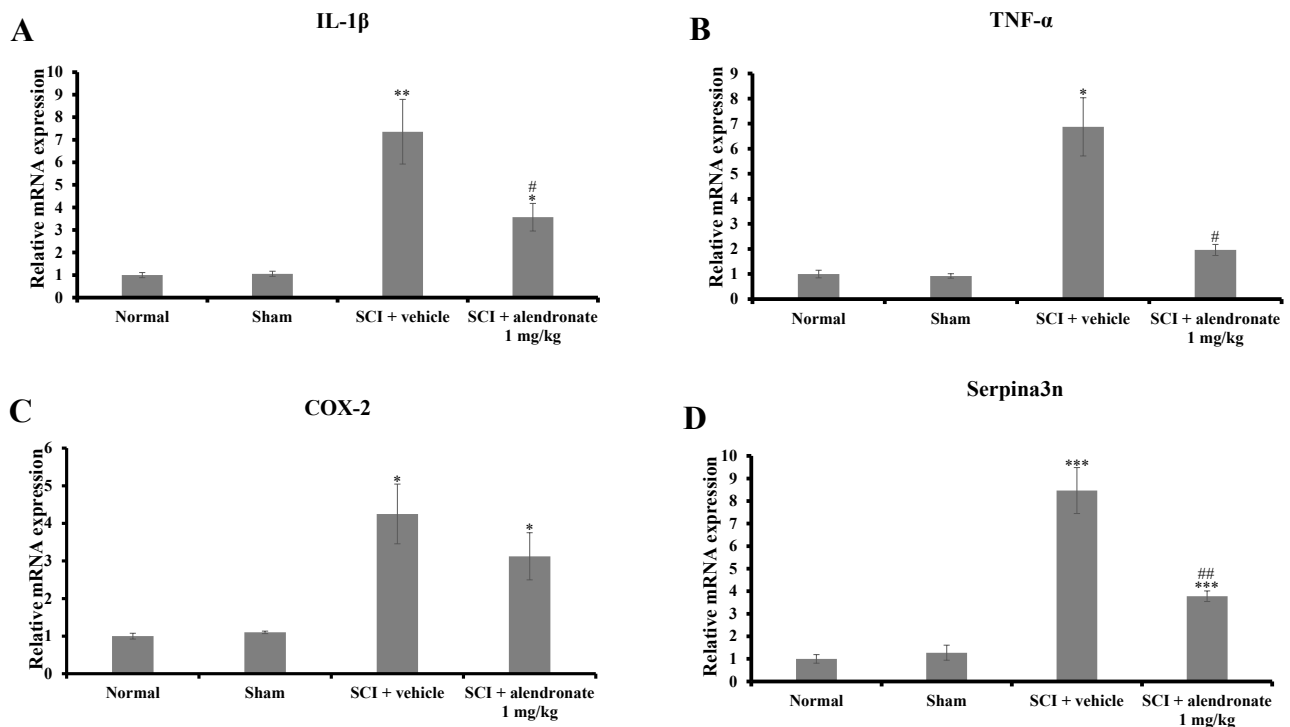 A
IL-1β
Relative mRNA expression
10
9
8
7
6
5
4
3
2
1
0
**
#
*
Normal
Sham
SCI + vehicle
SCI + alendronate
1 mg/kg
B
TNF-α
Relative mRNA expression
9
8
7
6
5
4
3
2
1
0
*
#
Normal
Sham
SCI + vehicle
SCI + alendronate
1 mg/kg
C
COX-2
Relative mRNA expression
6
5
4
3
2
1
0
*
*
Normal
Sham
SCI + vehicle
SCI + alendronate
1 mg/kg
D
Serpina3n
Relative mRNA expression
10
9
8
7
6
5
4
3
2
1
0
***
##
***
Normal
Sham
SCI + vehicle
SCI + alendronate
1 mg/kg